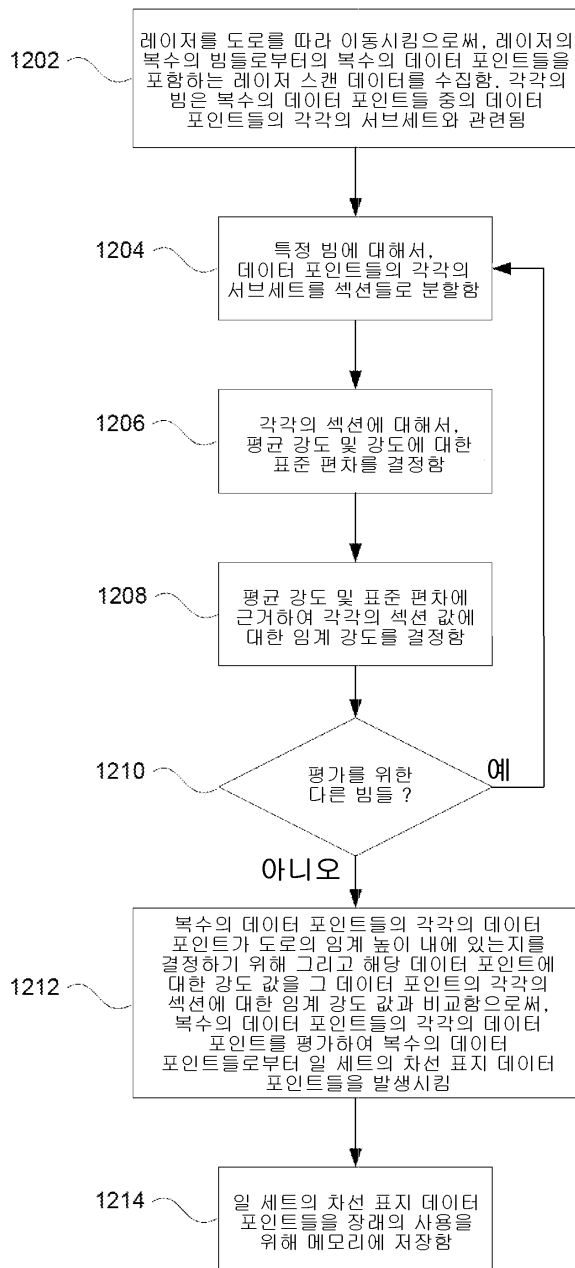 1202
레이저를 도로를 따라 이동시킴으로써, 레이저의
복수의 빔들로부터의 복수의 데이터 포인트들을
포함하는 레이저 스캔 데이터를 수집함. 각각의
빔은 복수의 데이터 포인트들 중의 데이터
포인트들의 각각의 서브세트와 관련됨
1204
특정 빔에 대해서,
데이터 포인트들의 각각의
서브세트를 섹션들로 분할함
1206
각각의 섹션에 대해서,
평균 강도 및 강도에 대한
표준 편차를 결정함
1208
평균 강도 및 표준 편차에
근거하여 각각의 섹션 값에
대한 임계 강도를 결정함
1210
평가를 위한
다른 빔들 ?
예
아니오
1212
복수의 데이터 포인트들의 각각의 데이터
포인트가 도로의 임계 높이 내에 있는지를
결정하기 위해 그리고 해당 데이터 포인트에
대한 강도 값을 그 데이터 포인트의 각각의
섹션에 대한 임계 강도 값과 비교함으로써,
복수의 데이터 포인트들의 각각의 데이터
포인트를 평가하여 복수의 데이터
포인트들로부터 일 세트의 차선 표지 데이터
포인트들을 발생시킴
1214
일 세트의 차선 표지 데이터
포인트들을 장래의 사용을
위해 메모리에 저장함